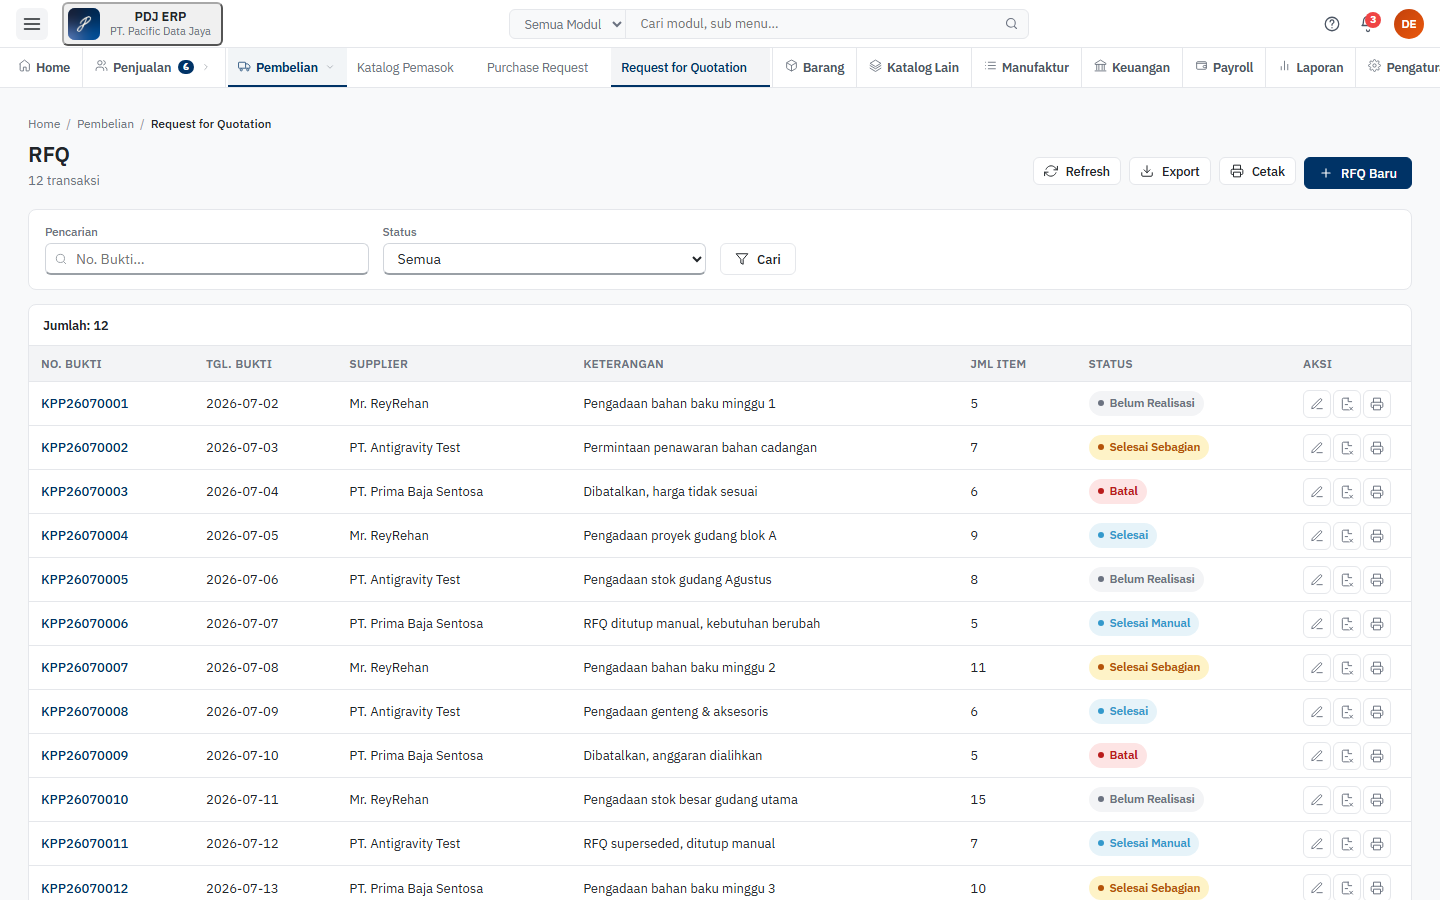 PDJ ERP
PT. Pacific Data Jaya
Semua Modul
Cari modul, sub menu...
3
DE
Home
Penjualan 6
Pembelian
Katalog Pemasok
Purchase Request
Request for Quotation
Barang
Katalog Lain
Manufaktur
Keuangan
Payroll
Laporan
Pengatur
Home / Pembelian / Request for Quotation
RFQ
12 transaksi
Refresh
Export
Cetak
RFQ Baru
Pencarian
Status
No. Bukti...
Semua
Cari
Jumlah: 12
NO. BUKTI TGL. BUKTI SUPPLIER KETERANGAN JML ITEM STATUS AKSI
KPP26070001 2026-07-02 Mr. ReyRehan Pengadaan bahan baku minggu 1 5 Belum Realisasi
KPP26070002 2026-07-03 PT. Antigravity Test Permintaan penawaran bahan cadangan 7 Selesai Sebagian
KPP26070003 2026-07-04 PT. Prima Baja Sentosa Dibatalkan, harga tidak sesuai 6 Batal
KPP26070004 2026-07-05 Mr. ReyRehan Pengadaan proyek gudang blok A 9 Selesai
KPP26070005 2026-07-06 PT. Antigravity Test Pengadaan stok gudang Agustus 8 Belum Realisasi
KPP26070006 2026-07-07 PT. Prima Baja Sentosa RFQ ditutup manual, kebutuhan berubah 5 Selesai Manual
KPP26070007 2026-07-08 Mr. ReyRehan Pengadaan bahan baku minggu 2 11 Selesai Sebagian
KPP26070008 2026-07-09 PT. Antigravity Test Pengadaan genteng & aksesoris 6 Selesai
KPP26070009 2026-07-10 PT. Prima Baja Sentosa Dibatalkan, anggaran dialihkan 5 Batal
KPP26070010 2026-07-11 Mr. ReyRehan Pengadaan stok besar gudang utama 15 Belum Realisasi
KPP26070011 2026-07-12 PT. Antigravity Test RFQ superseded, ditutup manual 7 Selesai Manual
KPP26070012 2026-07-13 PT. Prima Baja Sentosa Pengadaan bahan baku minggu 3 10 Selesai Sebagian